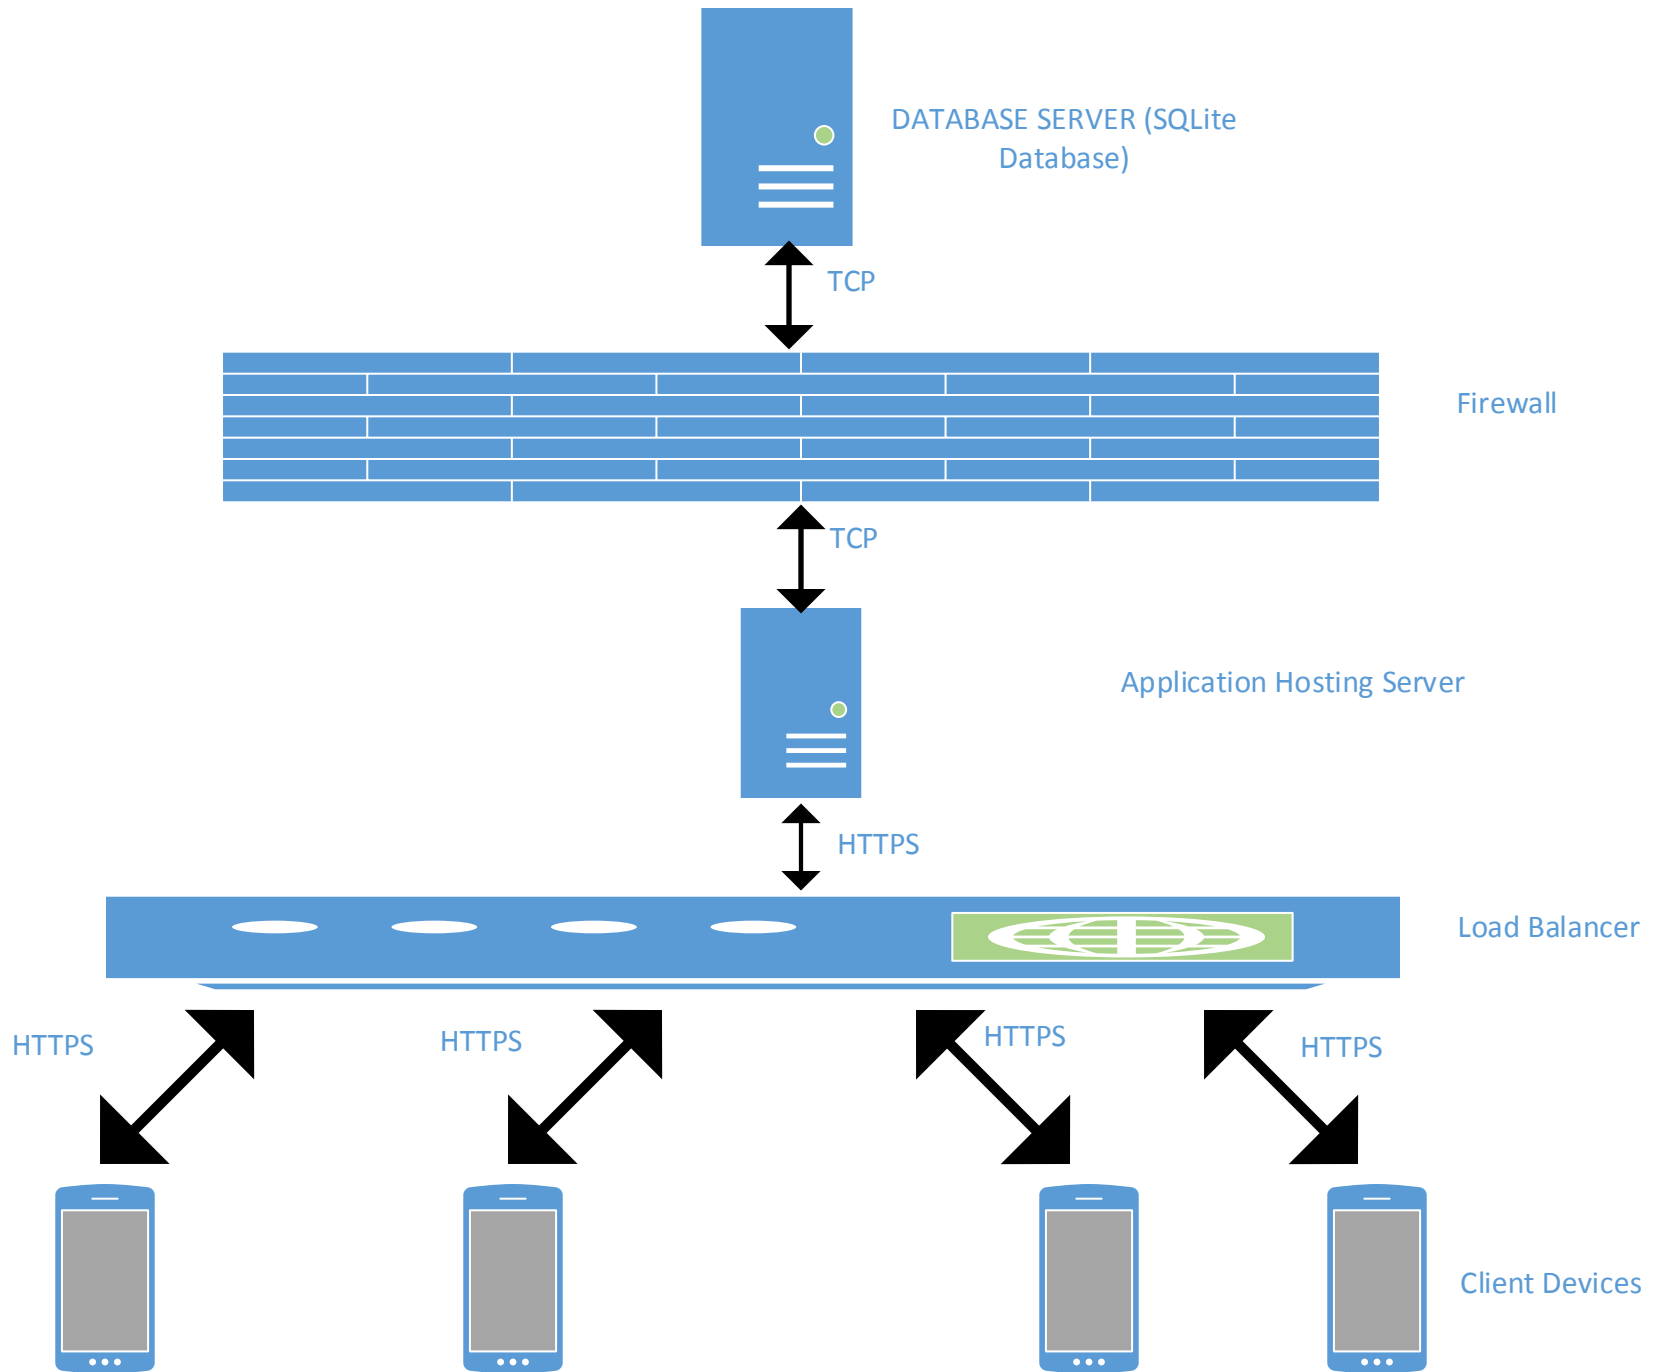 DATABASE SERVER (SQLite
Database)
TCP
Firewall
TCP
Application Hosting Server
HTTPS
Load Balancer
HTTPS
HTTPS
HTTPS
HTTPS
Client Devices